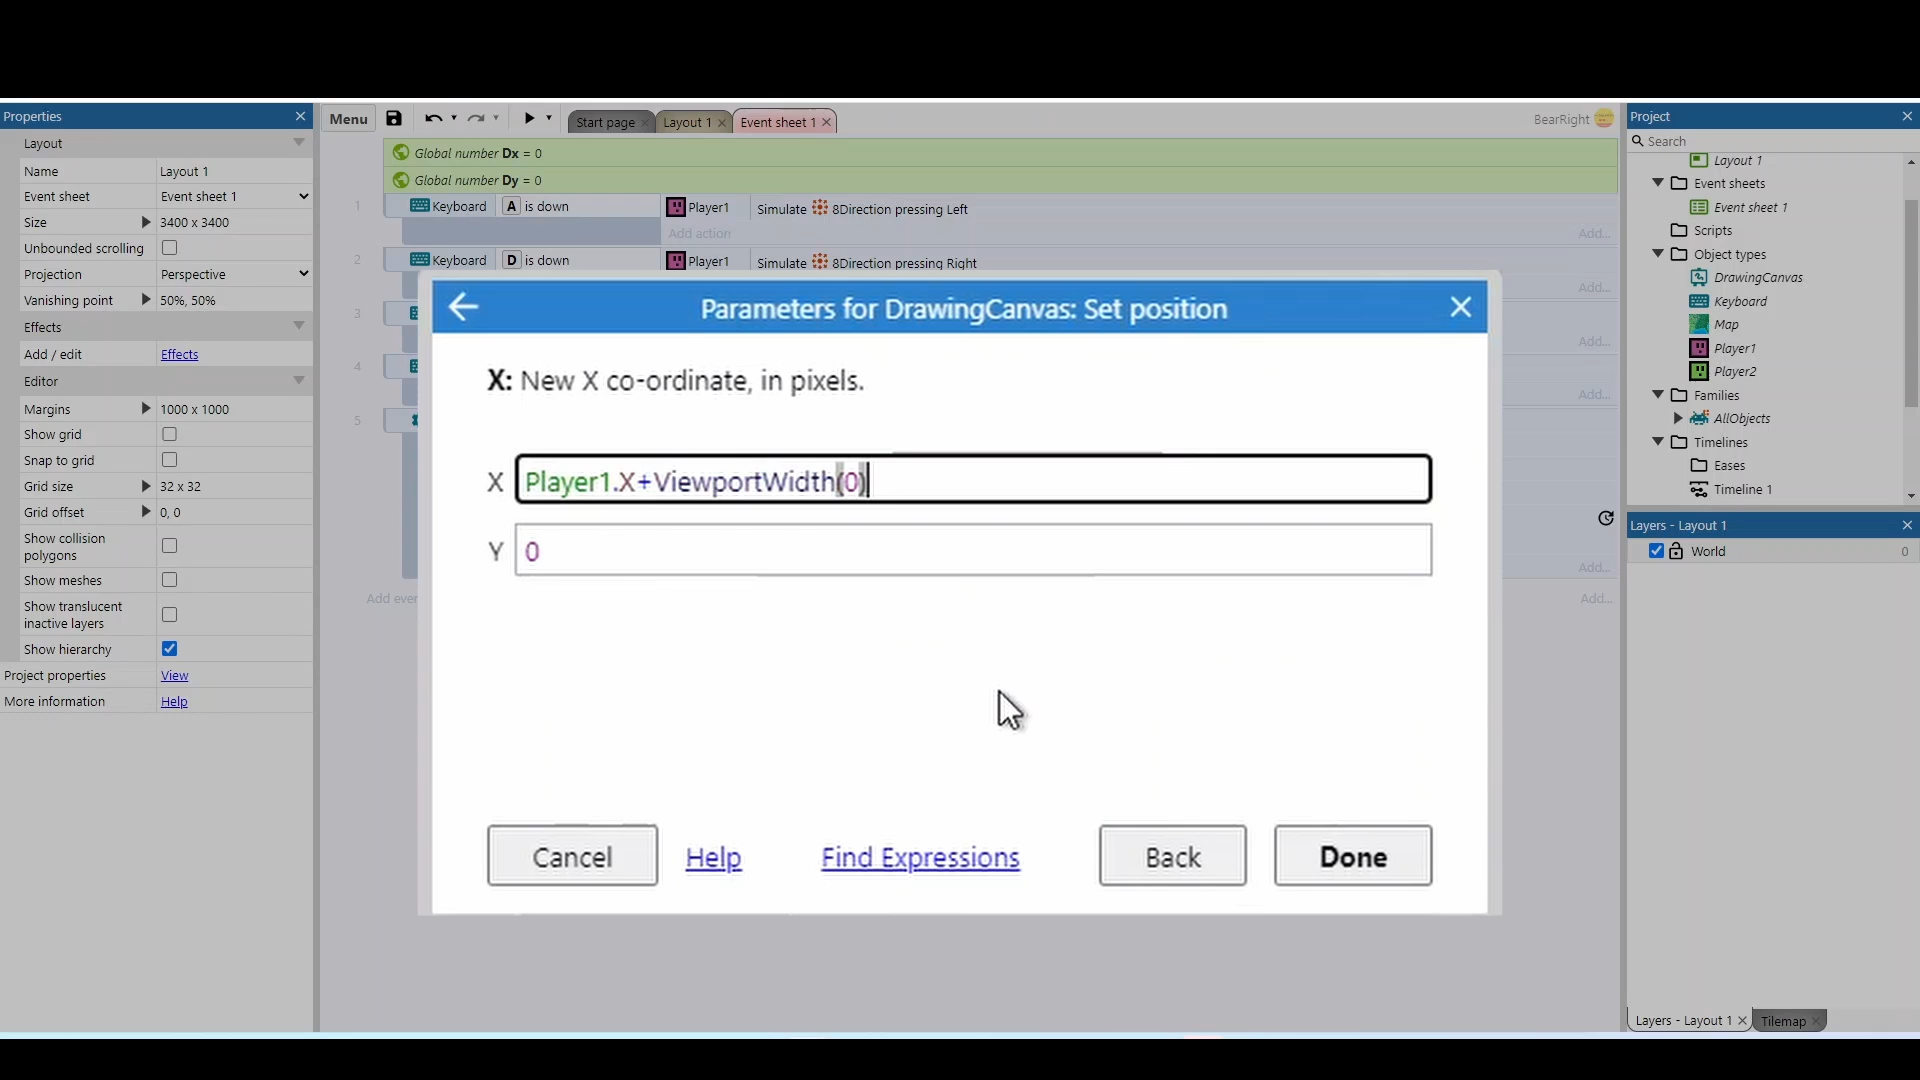 Properties
Layout
Name Layout 1
Event sheet Event sheet 1
Size 3400 x 3400
Unbounded scrolling
Projection Perspective
Vanishing point 50%, 50%
Effects
Add / edit Effects
Editor
Margins 1000 x 1000
Show grid
Snap to grid
Grid size 32 x 32
Grid offset 0, 0
Show collision
polygons
Show meshes
Show translucent
inactive layers
Show hierarchy
Project properties View
More information Help
Menu
Start page
Layout 1
Event sheet 1
BearRight
Global number Dx = 0
Global number Dy = 0
1 Keyboard A is down Player1 Simulate 8Direction pressing Left
Add action Add...
2 Keyboard D is down Player1 Simulate 8Direction pressing Right
Add...
3
Add...
4
Add...
5
Add...
Add ever
Add...
Parameters for DrawingCanvas: Set position
X: New X co-ordinate, in pixels.
X Player1.X+ViewportWidth(0)
Y 0
Cancel
Help
Find Expressions
Back
Done
Project
Search
Layout 1
Event sheets
Event sheet 1
Scripts
Object types
DrawingCanvas
Keyboard
Map
Player1
Player2
Families
AllObjects
Timelines
Eases
Timeline 1
Layers - Layout 1
World 0
Layers - Layout 1
Tilemap